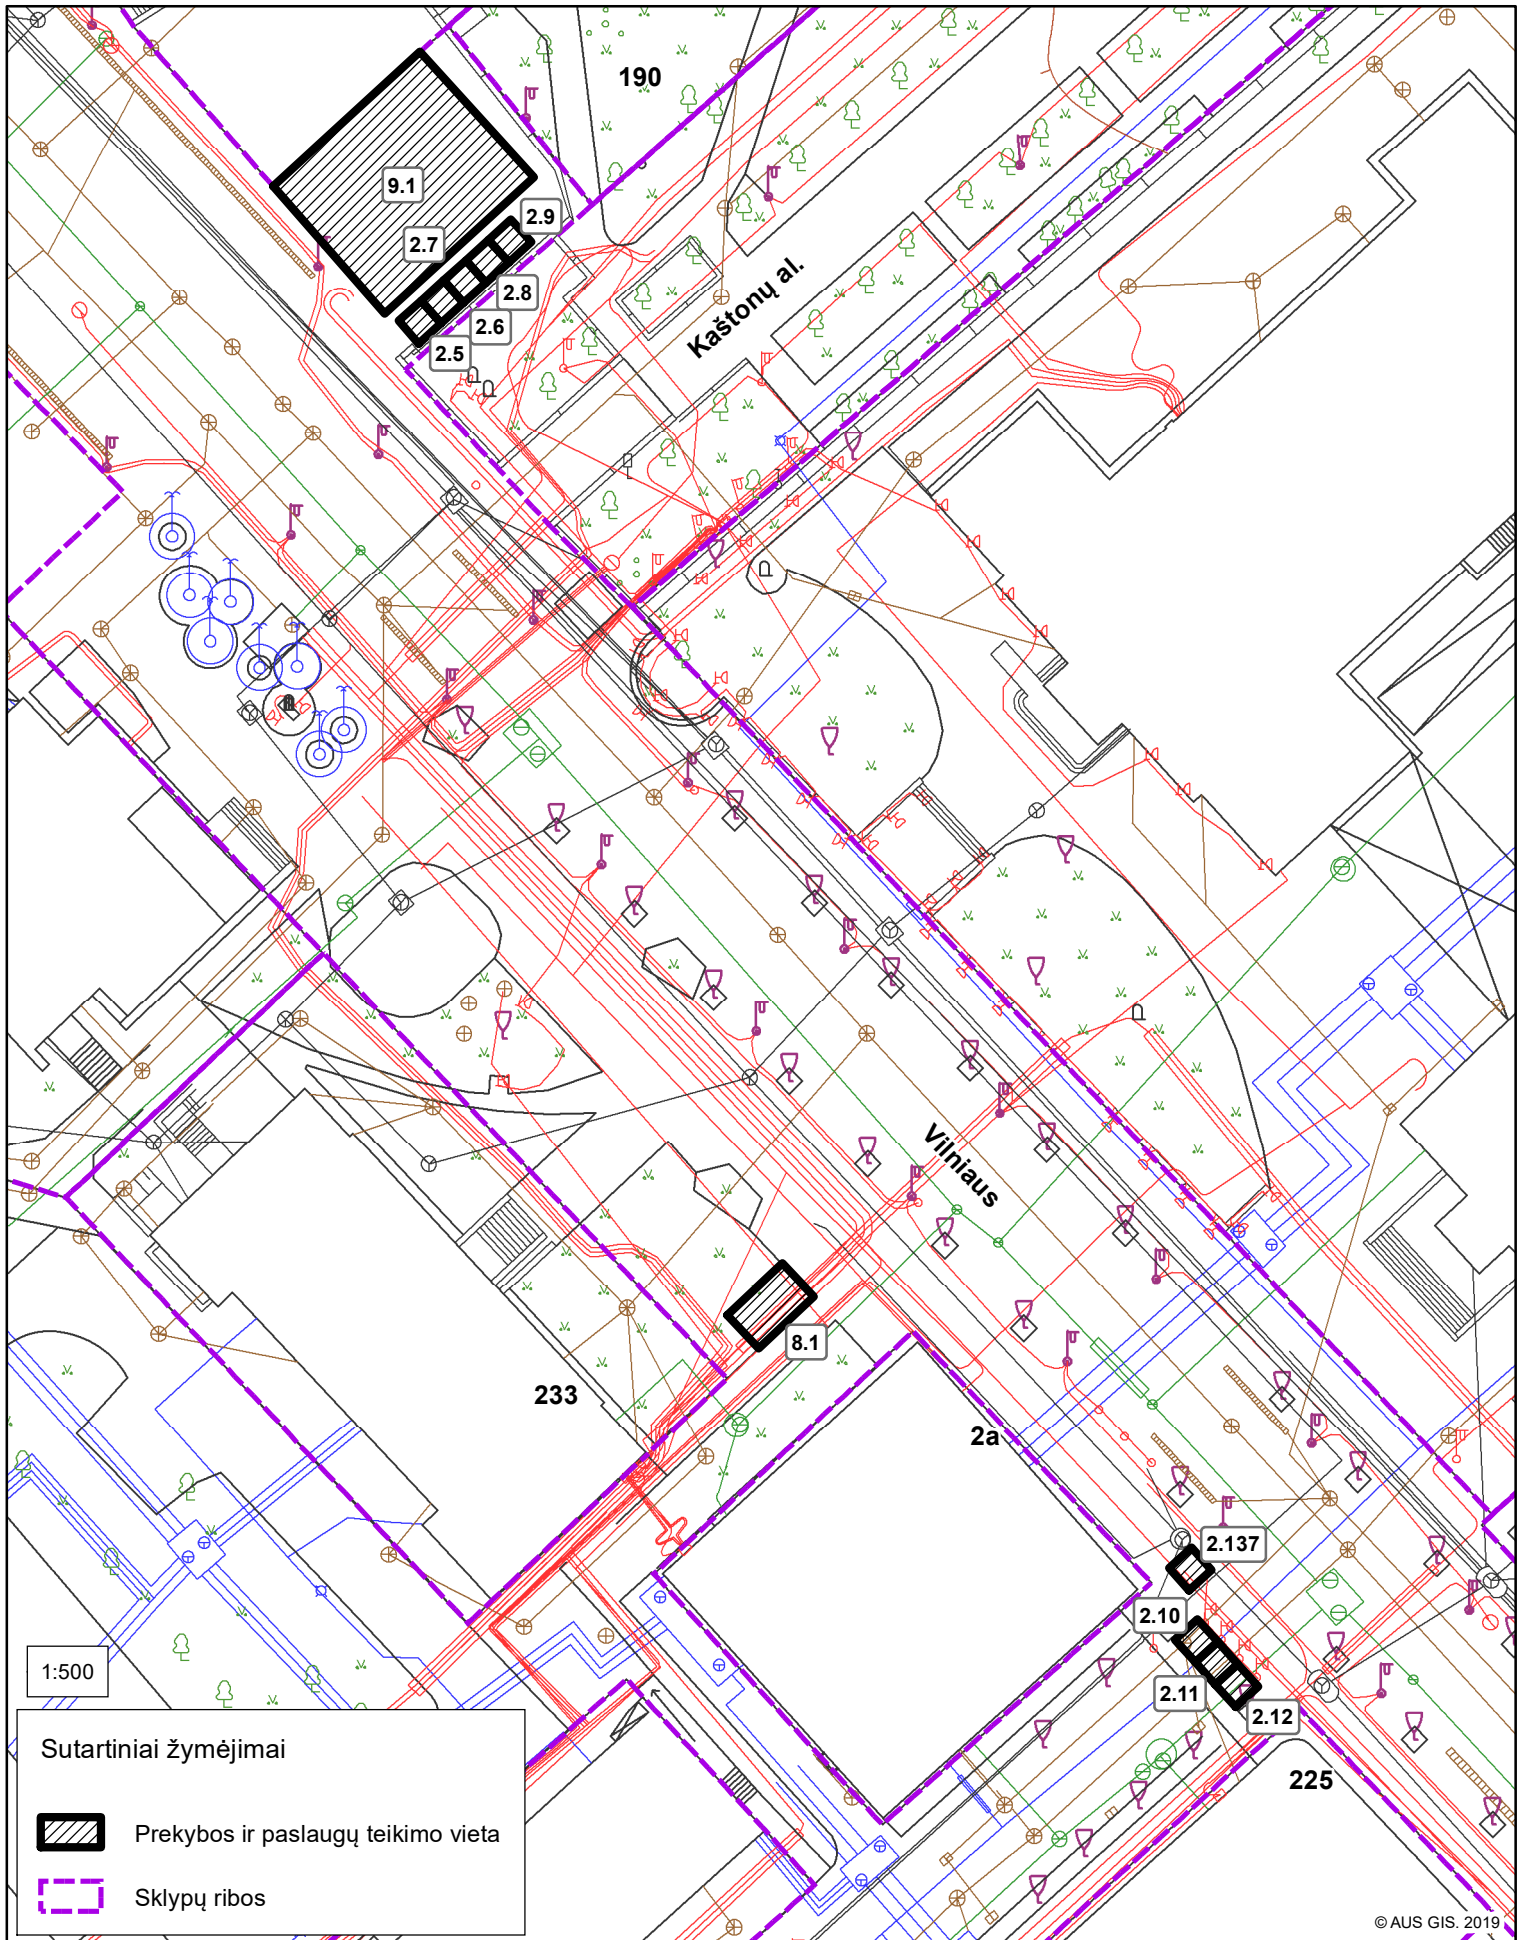 190
9.1
2.9
2.7
2.8
2.6
2.5
Kaštonų al.
Vilniaus
8.1
233
2a
2.137
2.10
2.11
2.12
225
1:500
Sutartiniai žymėjimai
Prekybos ir paslaugų teikimo vieta
Sklypų ribos
© AUS GIS. 2019